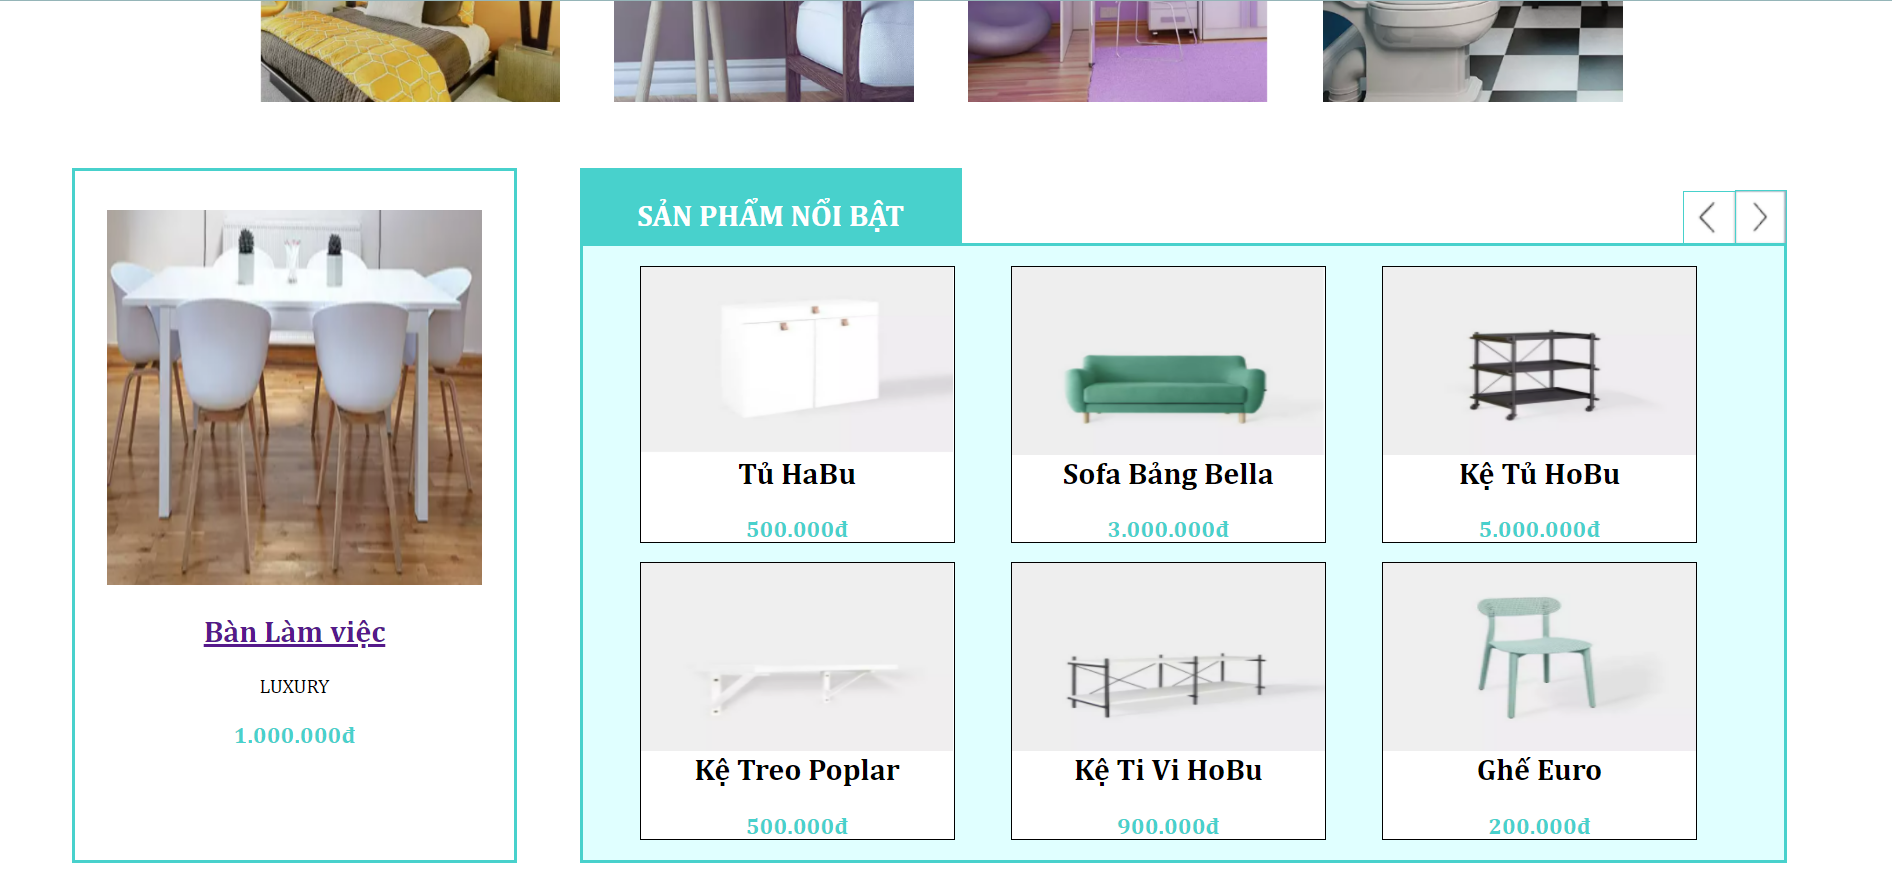 Bàn Làm việc
LUXURY
1.000.000đ
SẢN PHẨM NỔI BẬT
Tủ HaBu
500.000đ
Sofa Bảng Bella
3.000.000đ
Kệ Tủ HoBu
5.000.000đ
Kệ Treo Poplar
500.000đ
Kệ Ti Vi HoBu
900.000đ
Ghế Euro
200.000đ